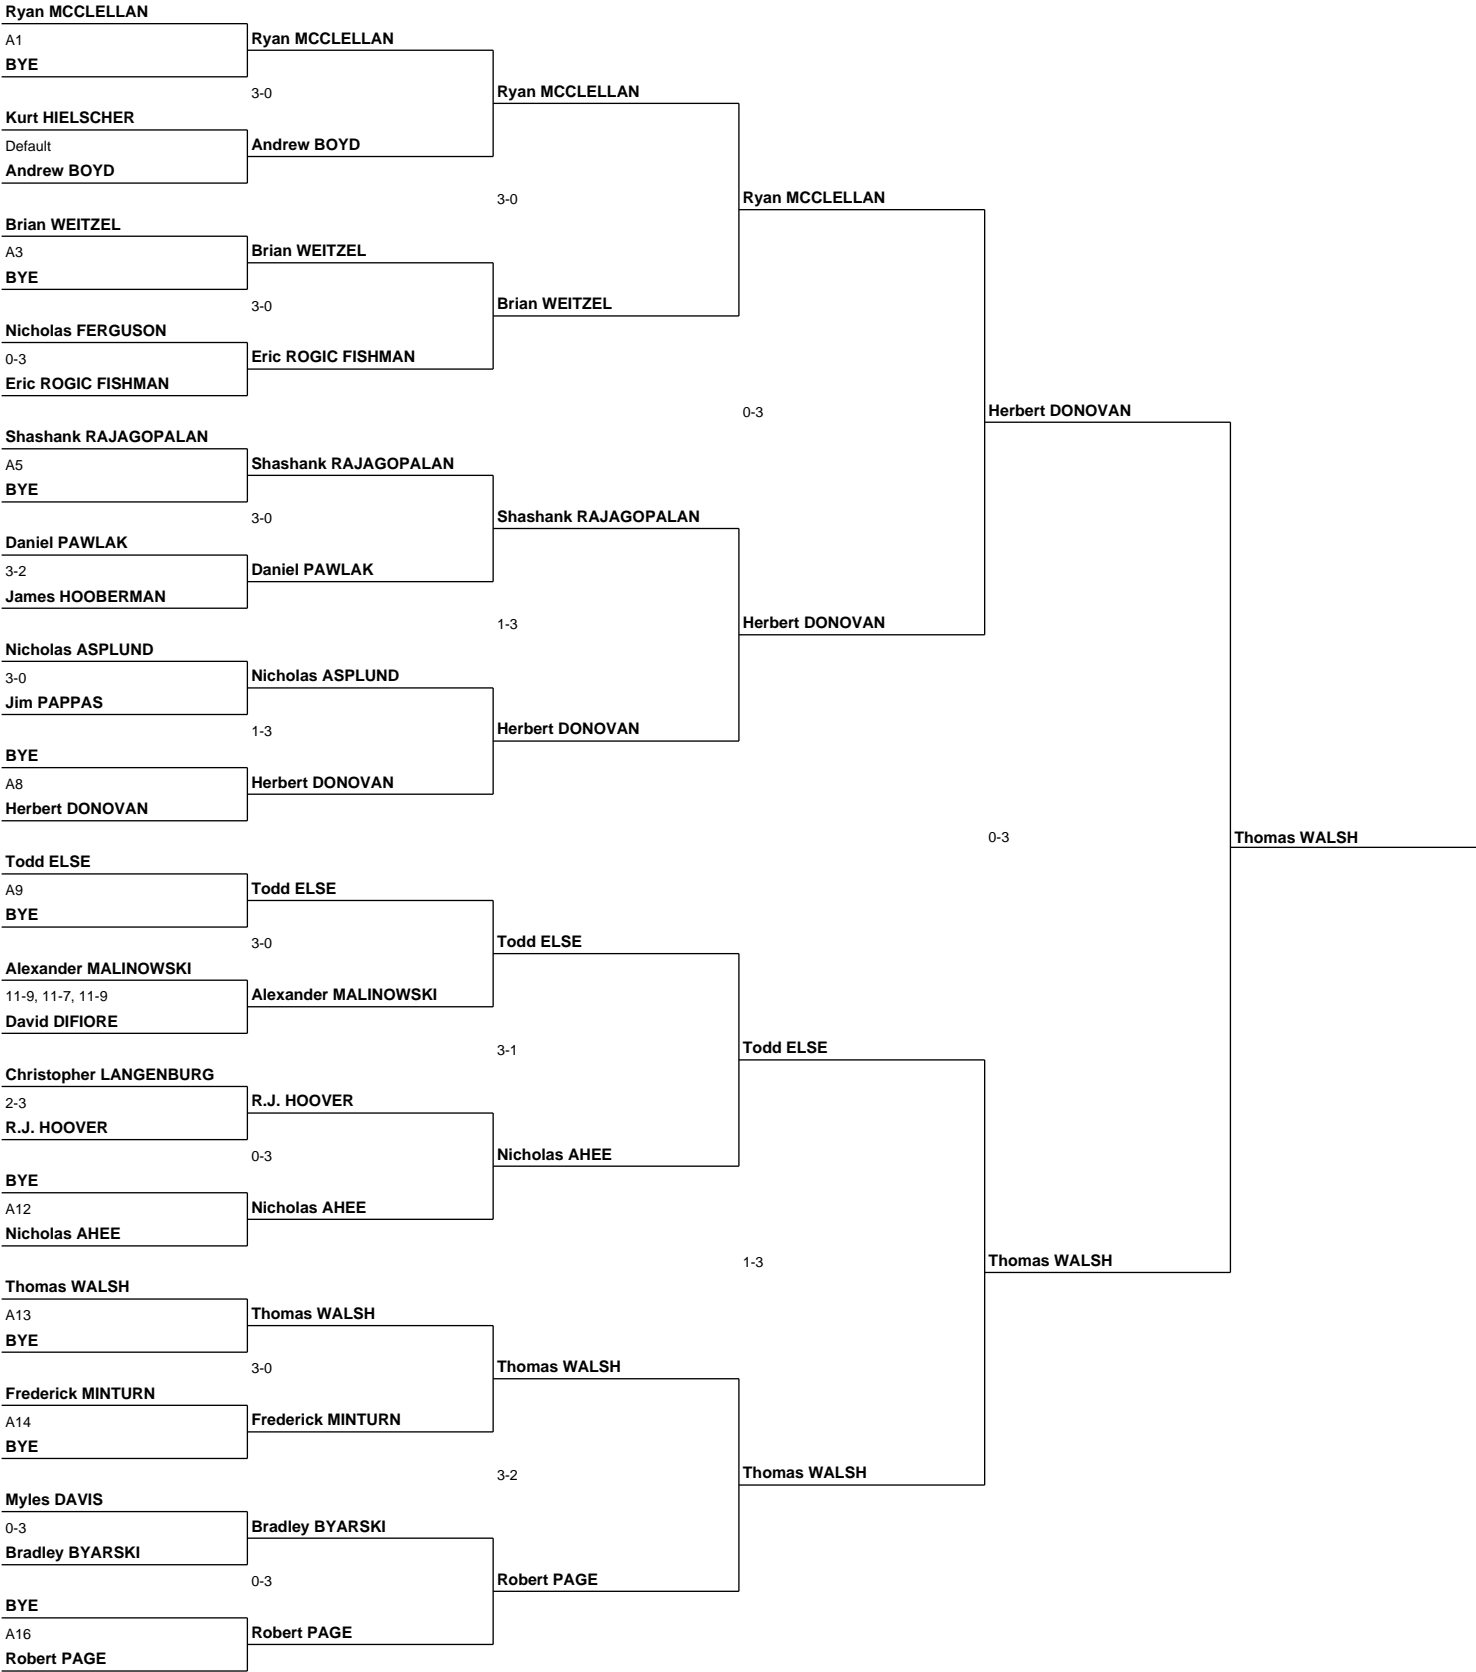 Ryan MCCLELLAN
A1
BYE
Kurt HIELSCHER
Default
Andrew BOYD
Brian WEITZEL
A3
BYE
Nicholas FERGUSON
0-3
Eric ROGIC FISHMAN
Shashank RAJAGOPALAN
A5
BYE
Daniel PAWLAK
3-2
James HOOBERMAN
Nicholas ASPLUND
3-0
Jim PAPPAS
BYE
A8
Herbert DONOVAN
Todd ELSE
A9
BYE
Alexander MALINOWSKI
11-9, 11-7, 11-9
David DIFIORE
Christopher LANGENBURG
2-3
R.J. HOOVER
BYE
A12
Nicholas AHEE
Thomas WALSH
A13
BYE
Frederick MINTURN
A14
BYE
Myles DAVIS
0-3
Bradley BYARSKI
BYE
A16
Robert PAGE
Ryan MCCLELLAN
3-0
Andrew BOYD
Brian WEITZEL
3-0
Eric ROGIC FISHMAN
Shashank RAJAGOPALAN
3-0
Daniel PAWLAK
Nicholas ASPLUND
1-3
Herbert DONOVAN
Todd ELSE
3-0
Alexander MALINOWSKI
R.J. HOOVER
0-3
Nicholas AHEE
Thomas WALSH
3-0
Frederick MINTURN
Bradley BYARSKI
0-3
Robert PAGE
Ryan MCCLELLAN
3-0
Brian WEITZEL
Shashank RAJAGOPALAN
1-3
Herbert DONOVAN
Todd ELSE
3-1
Nicholas AHEE
Thomas WALSH
3-2
Robert PAGE
Ryan MCCLELLAN
0-3
Herbert DONOVAN
Todd ELSE
1-3
Thomas WALSH
Herbert DONOVAN
0-3
Thomas WALSH
Thomas WALSH